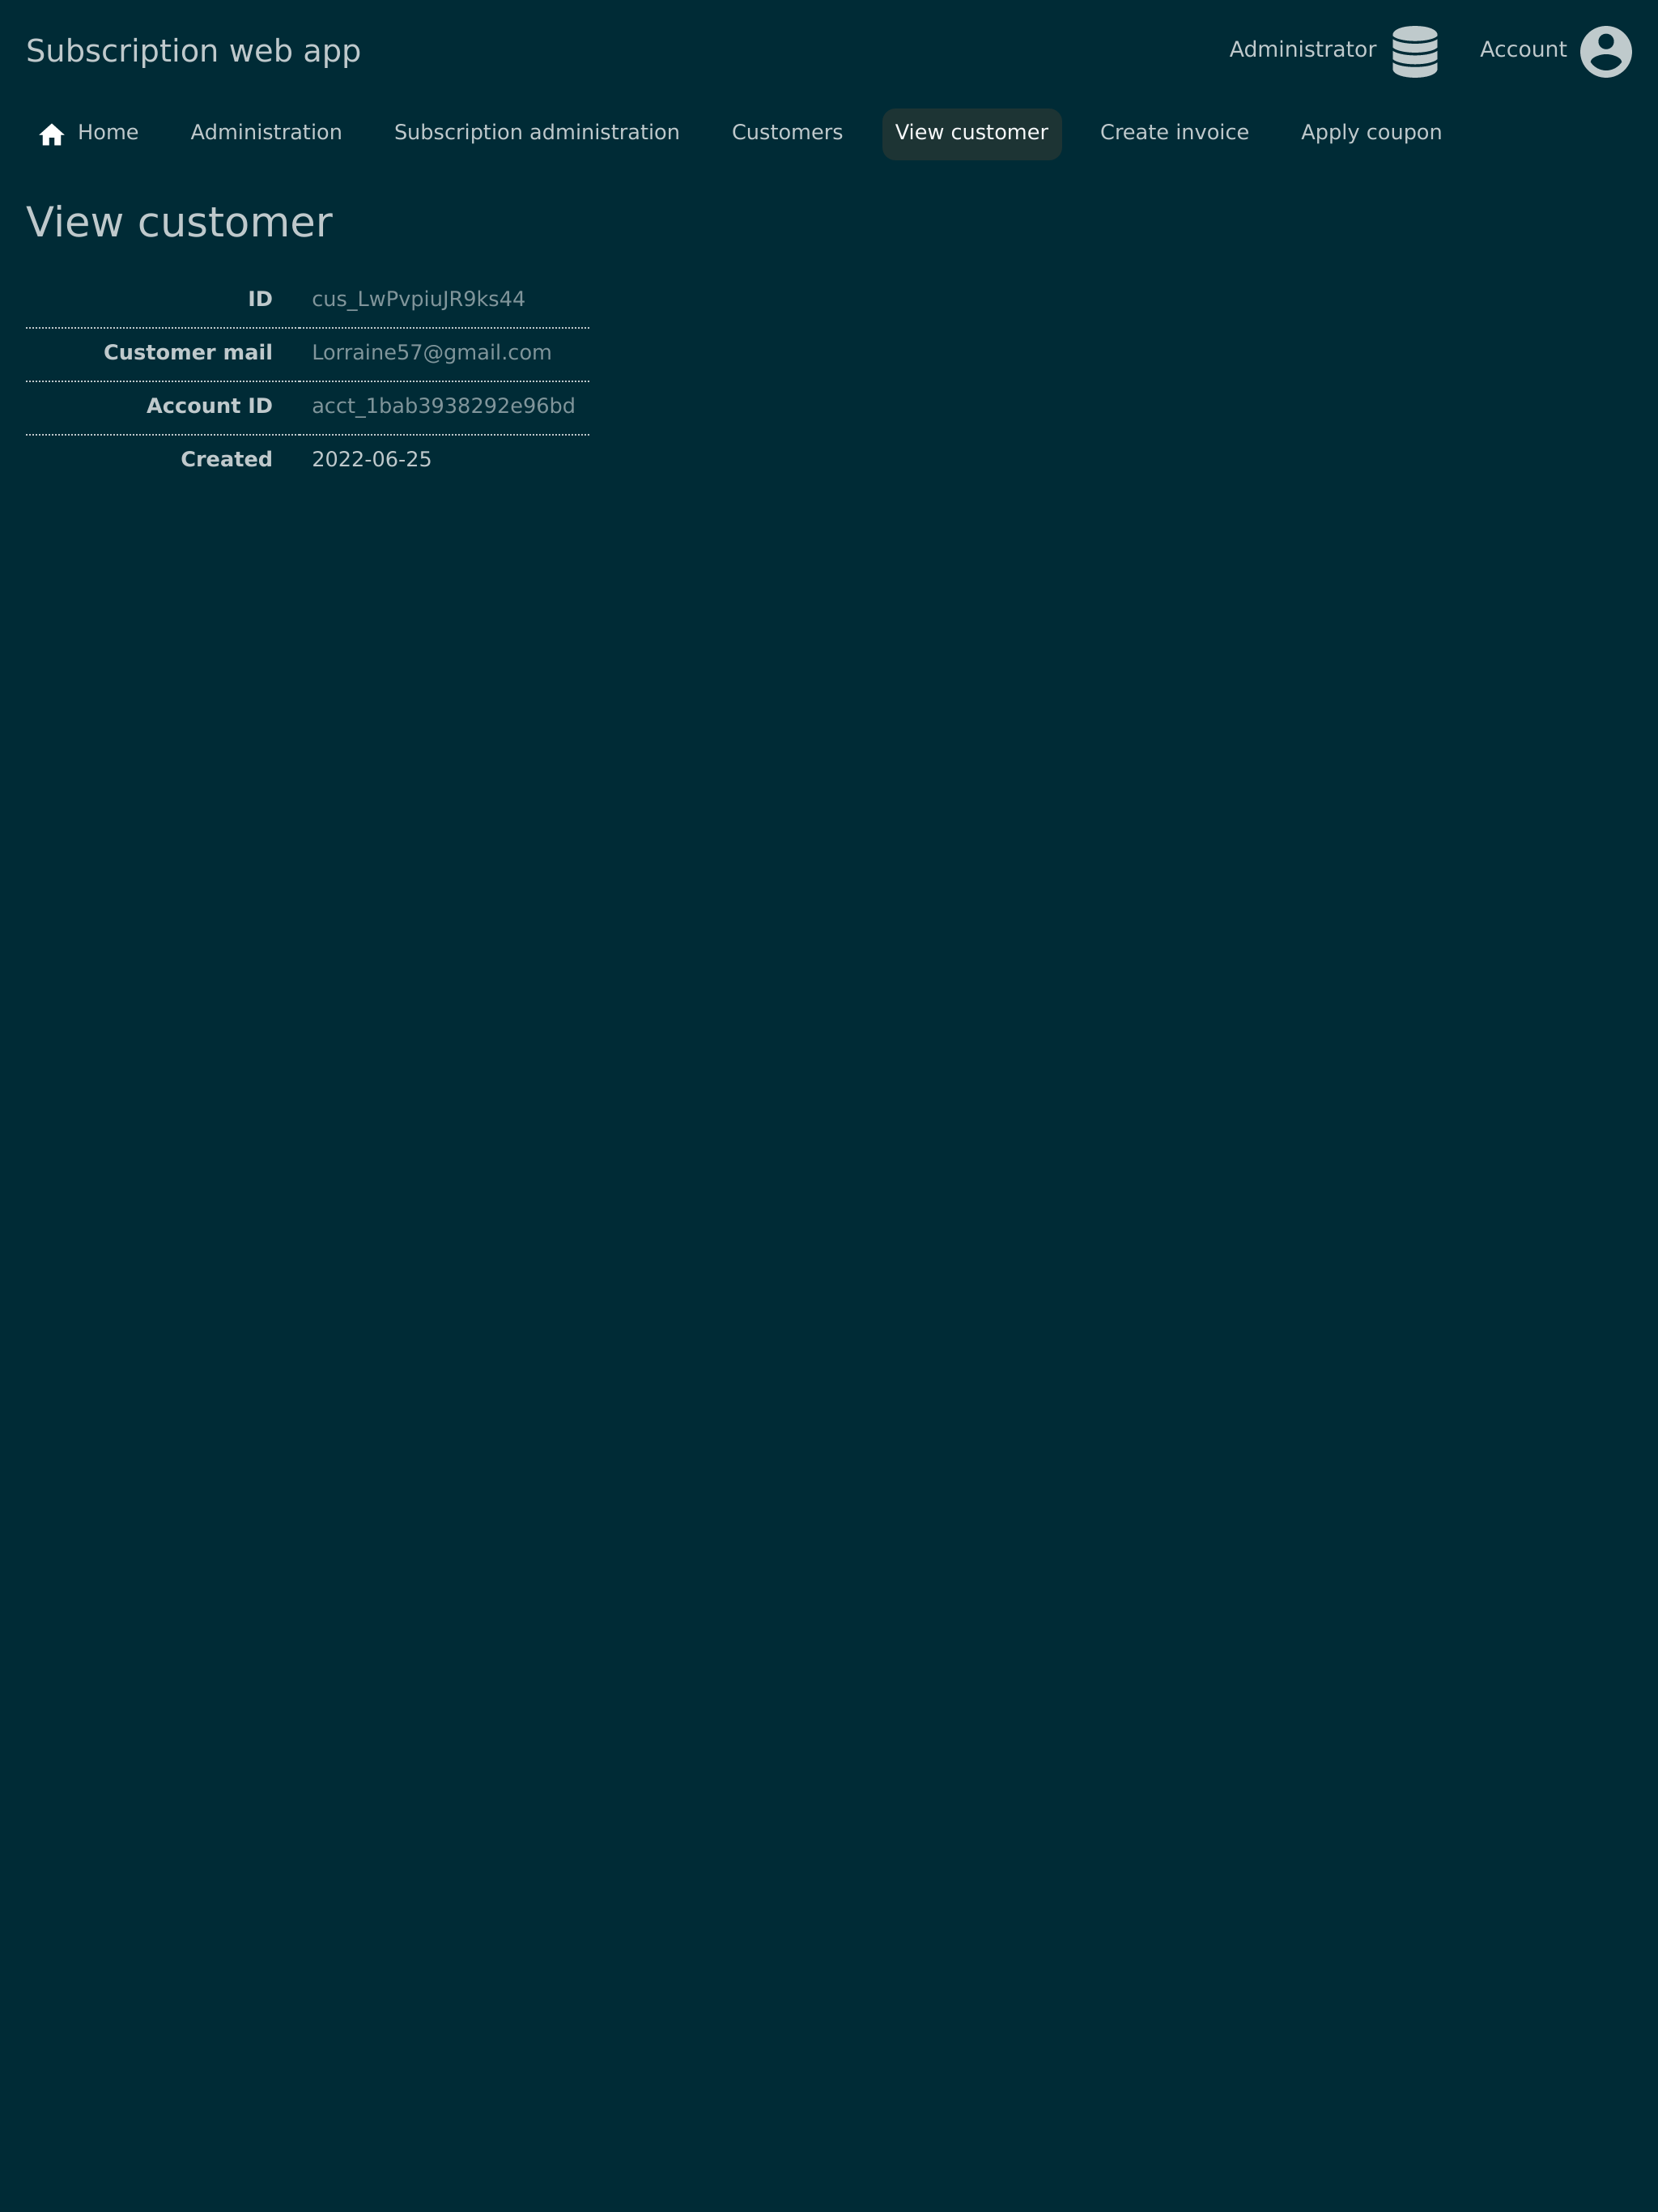 Subscription web app Administrator Account
Home Administration Subscription administration Customers View customer Create invoice Apply coupon
View customer
ID cus_LwPvpiuJR9ks44
Customer mail Lorraine57@gmail.com
Account ID acct_1bab3938292e96bd
Created 2022-06-25